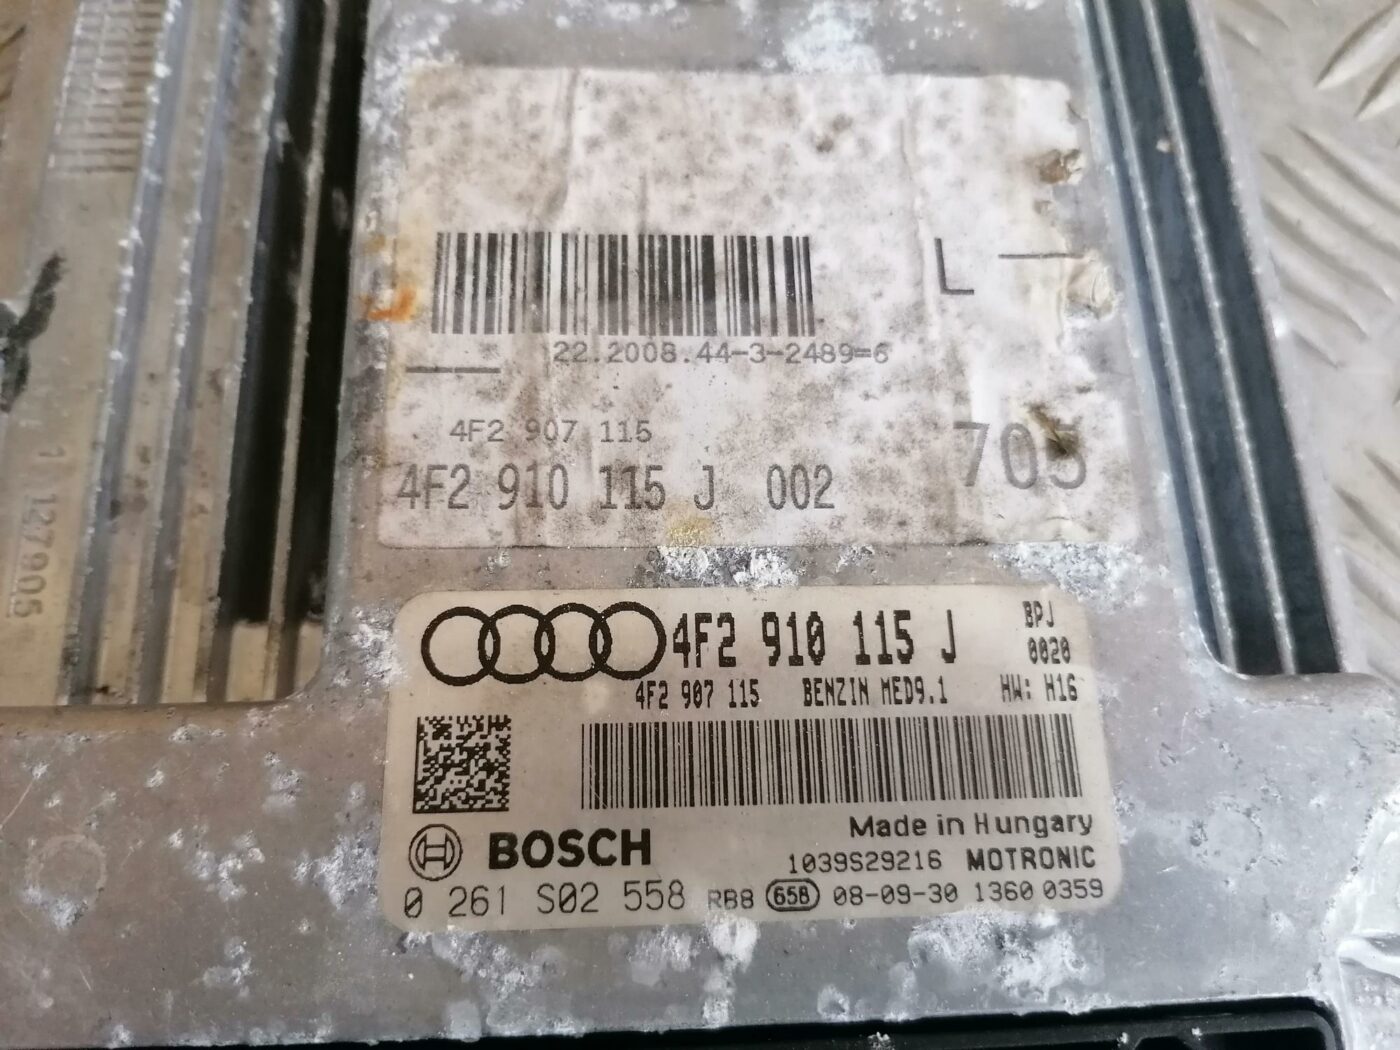 L
22.2008.44-3-2489=6
4F2 907 115
4F2 910 115 J 002
705
4F2 910 115 J
BPJ
0020
4F2 907 115 BENZIN MED9.1 HW: H16
Made in Hungary
BOSCH
1039S29216 MOTRONIC
0 261 S02 558 RB8 658 08-09-30 1360 0359
1 127905